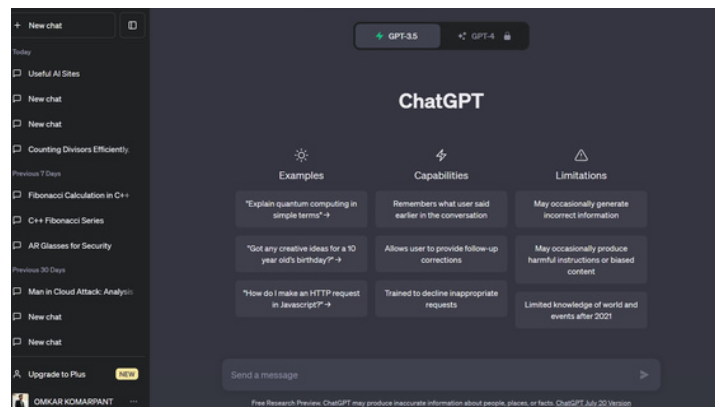 + New chat
Today
Useful AI Sites
New chat
New chat
Counting Divisors Efficiently.
Previous 7 Days
Fibonacci Calculation in C++
C++ Fibonacci Series
AR Glasses for Security
Previous 30 Days
Man in Cloud Attack: Analysis
New chat
New chat
Upgrade to Plus NEW
OMKAR KOMARPANT ...
GPT-3.5 GPT-4
ChatGPT
Examples
"Explain quantum computing in
simple terms" →
"Got any creative ideas for a 10
year old's birthday?" →
"How do I make an HTTP request
in Javascript?" →
Capabilities
Remembers what user said
earlier in the conversation
Allows user to provide follow-up
corrections
Trained to decline inappropriate
requests
Limitations
May occasionally generate
incorrect information
May occasionally produce
harmful instructions or biased
content
Limited knowledge of world and
events after 2021
Send a message
Free Research Preview. ChatGPT may produce inaccurate information about people, places, or facts. ChatGPT July 20 Version